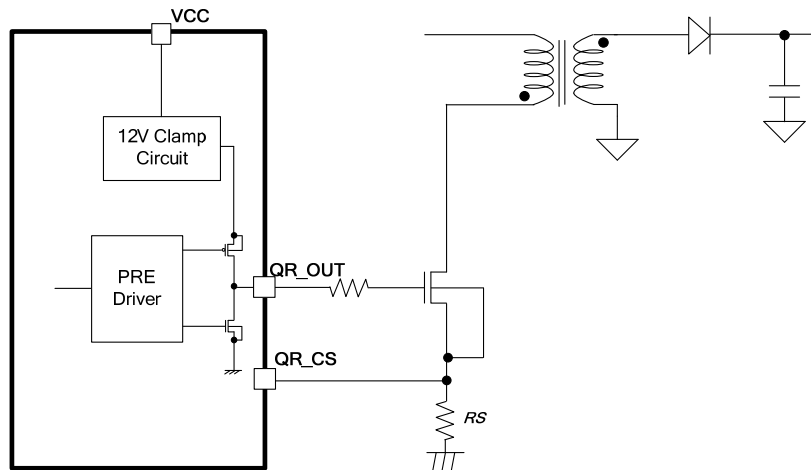 VCC
12V Clamp
Circuit
PRE
Driver
QR_OUT
QR_CS
RS